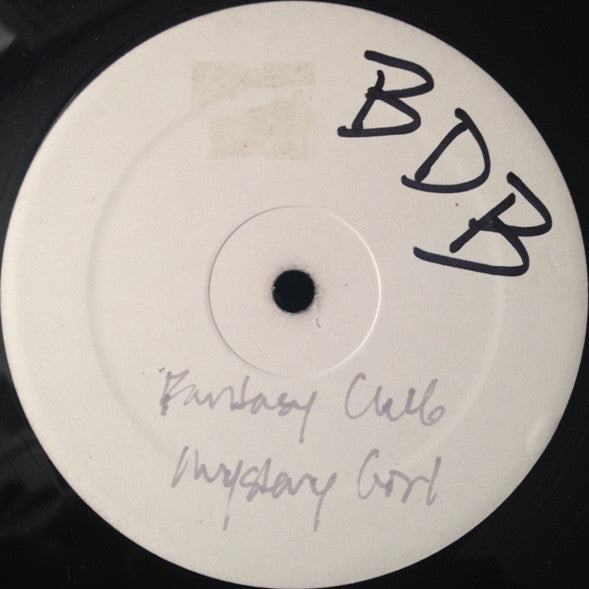 BDB
Fantasy Club
Mystery Girl